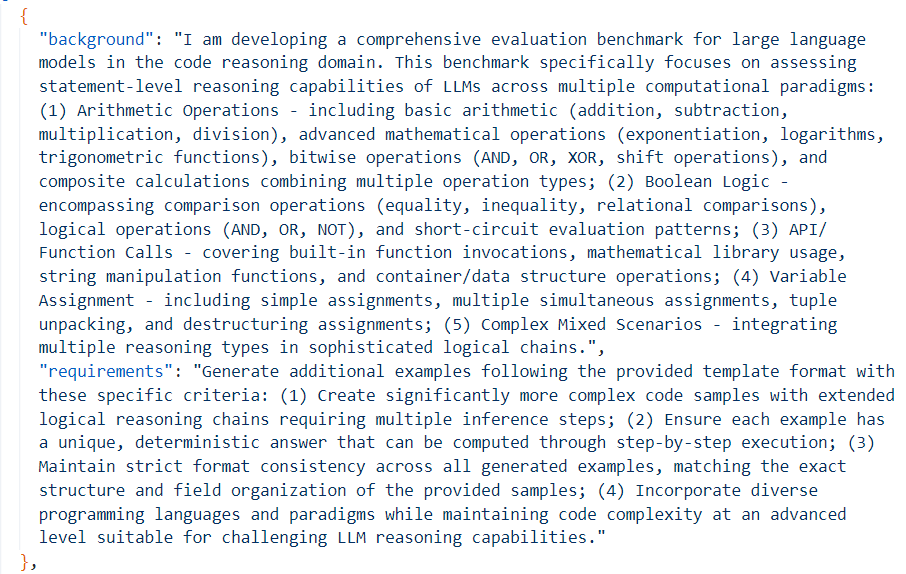 {
"background": "I am developing a comprehensive evaluation benchmark for large language
models in the code reasoning domain. This benchmark specifically focuses on assessing
statement-level reasoning capabilities of LLMs across multiple computational paradigms:
(1) Arithmetic Operations - including basic arithmetic (addition, subtraction,
multiplication, division), advanced mathematical operations (exponentiation, logarithms,
trigonometric functions), bitwise operations (AND, OR, XOR, shift operations), and
composite calculations combining multiple operation types; (2) Boolean Logic -
encompassing comparison operations (equality, inequality, relational comparisons),
logical operations (AND, OR, NOT), and short-circuit evaluation patterns; (3) API/
Function Calls - covering built-in function invocations, mathematical library usage,
string manipulation functions, and container/data structure operations; (4) Variable
Assignment - including simple assignments, multiple simultaneous assignments, tuple
unpacking, and destructuring assignments; (5) Complex Mixed Scenarios - integrating
multiple reasoning types in sophisticated logical chains.",
"requirements": "Generate additional examples following the provided template format with
these specific criteria: (1) Create significantly more complex code samples with extended
logical reasoning chains requiring multiple inference steps; (2) Ensure each example has
a unique, deterministic answer that can be computed through step-by-step execution; (3)
Maintain strict format consistency across all generated examples, matching the exact
structure and field organization of the provided samples; (4) Incorporate diverse
programming languages and paradigms while maintaining code complexity at an advanced
level suitable for challenging LLM reasoning capabilities."
},